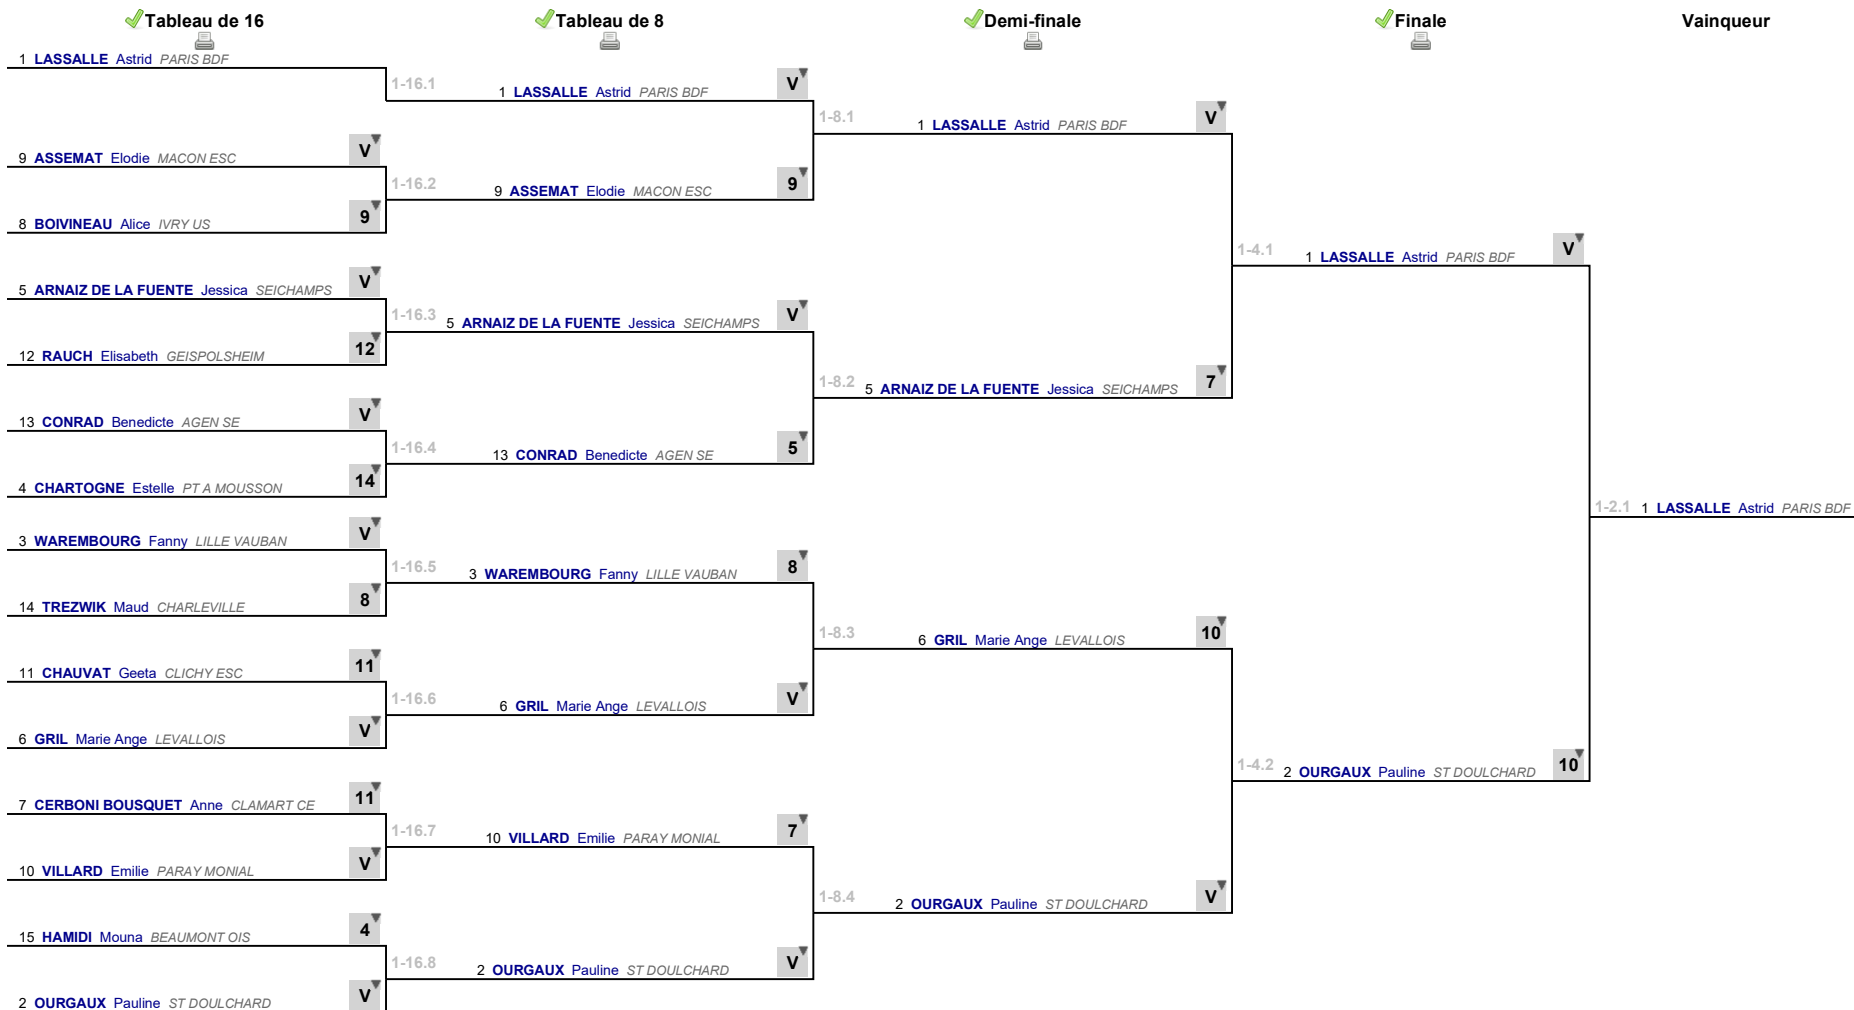 Tableau de 16
Tableau de 8
Demi-finale
Finale
Vainqueur
1 LASSALLE Astrid PARIS BDF
1-16.1
1 LASSALLE Astrid PARIS BDF V
1-8.1
1 LASSALLE Astrid PARIS BDF V
9 ASSEMAT Elodie MACON ESC V
1-16.2
9 ASSEMAT Elodie MACON ESC 9
8 BOIVINEAU Alice IVRY US 9
1-4.1
1 LASSALLE Astrid PARIS BDF V
5 ARNAIZ DE LA FUENTE Jessica SEICHAMPS V
1-16.3
5 ARNAIZ DE LA FUENTE Jessica SEICHAMPS V
12 RAUCH Elisabeth GEISPOLSHEIM 12
1-8.2
5 ARNAIZ DE LA FUENTE Jessica SEICHAMPS 7
13 CONRAD Benedicte AGEN SE V
1-16.4
13 CONRAD Benedicte AGEN SE 5
4 CHARTOGNE Estelle PT A MOUSSON 14
1-2.1
1 LASSALLE Astrid PARIS BDF
3 WAREMBOURG Fanny LILLE VAUBAN V
1-16.5
3 WAREMBOURG Fanny LILLE VAUBAN 8
14 TREZWIK Maud CHARLEVILLE 8
1-8.3
6 GRIL Marie Ange LEVALLOIS 10
11 CHAUVAT Geeta CLICHY ESC 11
1-16.6
6 GRIL Marie Ange LEVALLOIS V
6 GRIL Marie Ange LEVALLOIS V
1-4.2
2 OURGAUX Pauline ST DOULCHARD 10
7 CERBONI BOUSQUET Anne CLAMART CE 11
1-16.7
10 VILLARD Emilie PARAY MONIAL 7
10 VILLARD Emilie PARAY MONIAL V
1-8.4
2 OURGAUX Pauline ST DOULCHARD V
15 HAMIDI Mouna BEAUMONT OIS 4
1-16.8
2 OURGAUX Pauline ST DOULCHARD V
2 OURGAUX Pauline ST DOULCHARD V